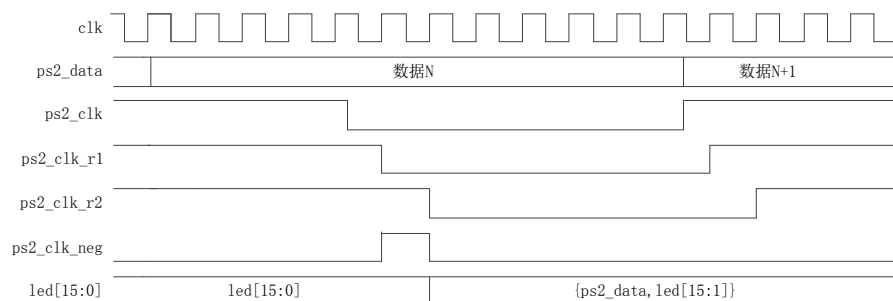 clk
ps2_data 数据N 数据N+1
ps2_clk
ps2_clk_r1
ps2_clk_r2
ps2_clk_neg
led[15:0] led[15:0] {ps2_data,led[15:1]}